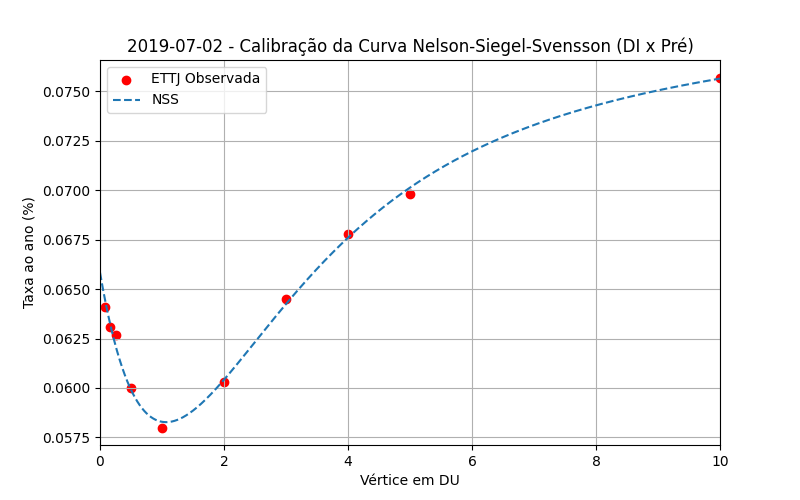 2019-07-02 - Calibração da Curva Nelson-Siegel-Svensson (DI x Pré)
ETTJ Observada
NSS
Taxa ao ano (%)
0.0750
0.0725
0.0700
0.0675
0.0650
0.0625
0.0600
0.0575
0 2 4 6 8 10
Vértice em DU